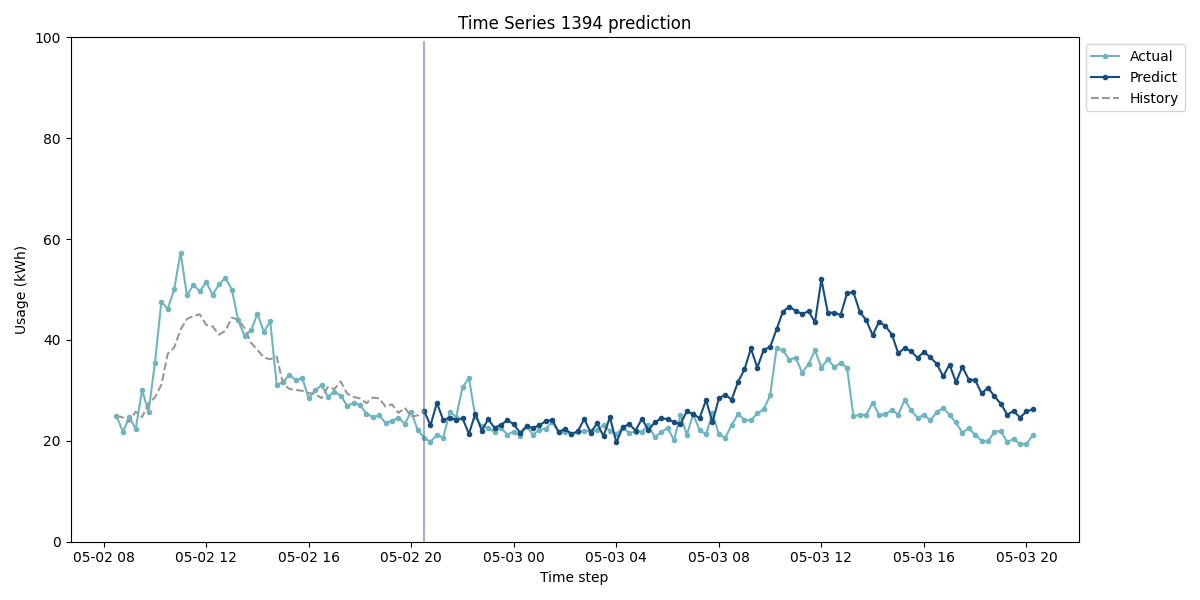 Time Series 1394 prediction
100
80
60
40
20
0
Usage (kWh)
05-02 08
05-02 12
05-02 16
05-02 20
05-03 00
05-03 04
05-03 08
05-03 12
05-03 16
05-03 20
Time step
Actual
Predict
History